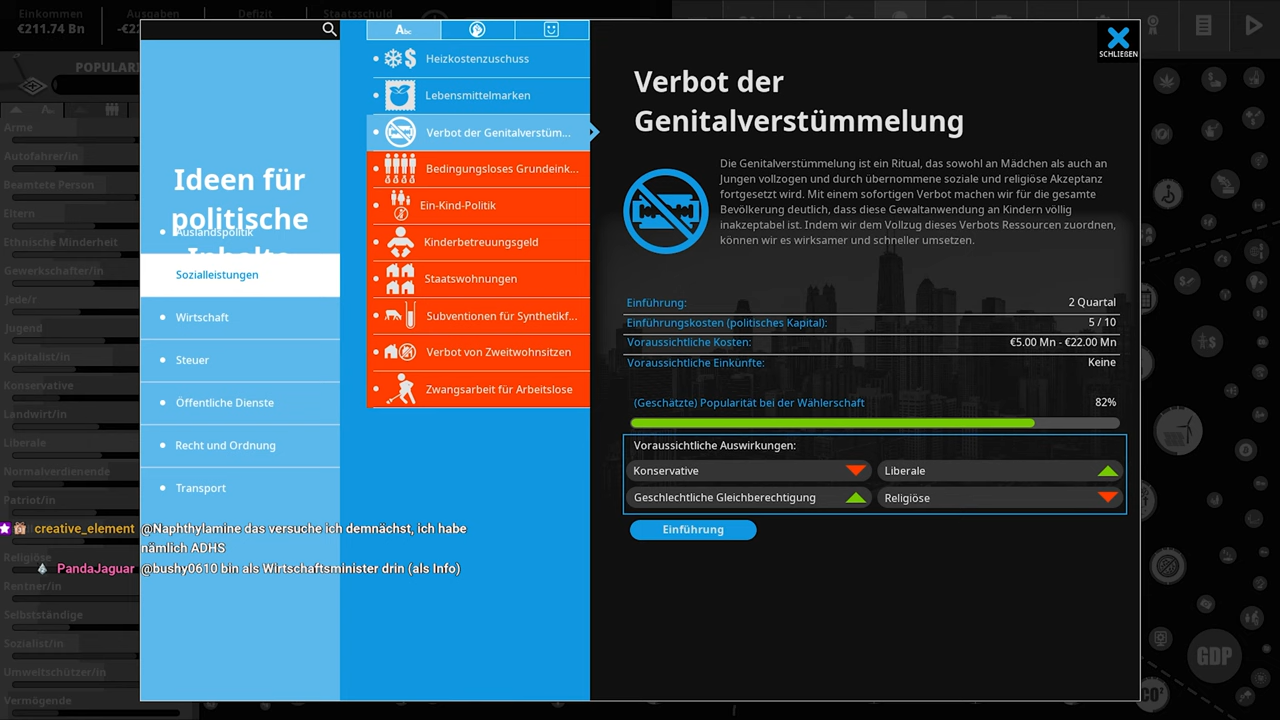 Einkommen
Ausgaben
Defizit
Staatsschuld
€211.74 Bn
SCHLIEßEN
Abc
Ideen für
politische
Auslandspolitik
Sozialleistungen
Wirtschaft
Steuer
Öffentliche Dienste
Recht und Ordnung
Transport
Heizkostenzuschuss
Lebensmittelmarken
Verbot der Genitalverstüm...
Bedingungsloses Grundeink...
Ein-Kind-Politik
Kinderbetreuungsgeld
Staatswohnungen
Subventionen für Synthetikf...
Verbot von Zweitwohnsitzen
Zwangsarbeit für Arbeitslose
Verbot der
Genitalverstümmelung
Die Genitalverstümmelung ist ein Ritual, das sowohl an Mädchen als auch an
Jungen vollzogen und durch übernommene soziale und religiöse Akzeptanz
fortgesetzt wird. Mit einem sofortigen Verbot machen wir für die gesamte
Bevölkerung deutlich, dass diese Gewaltanwendung an Kindern völlig
inakzeptabel ist. Indem wir dem Vollzug dieses Verbots Ressourcen zuordnen,
können wir es wirksamer und schneller umsetzen.
Einführung: 2 Quartal
Einführungskosten (politisches Kapital): 5 / 10
Voraussichtliche Kosten: €5.00 Mn - €22.00 Mn
Voraussichtliche Einkünfte: Keine
(Geschätzte) Popularität bei der Wählerschaft 82%
Voraussichtliche Auswirkungen:
Konservative
Liberale
Geschlechtliche Gleichberechtigung
Religiöse
Einführung
creative_element @Naphthylamine das versuche ich demnächst, ich habe
nämlich ADHS
PandaJaguar @bushy0610 bin als Wirtschaftsminister drin (als Info)
Arme
Autofahrer/in
Beamtete Person
Eltern
Ethnische Minderheit
Gewerkschafter/in
Jede/r
Jugend
Kapitalist/in
Konservative
Landwirt/in
Liberale
Normalverdienende
Patriot/in
Religiöse
Rentner/in
Selbstständige
Sozialist/in
Umweltschützer/in
Vermögende
GDP
CO²